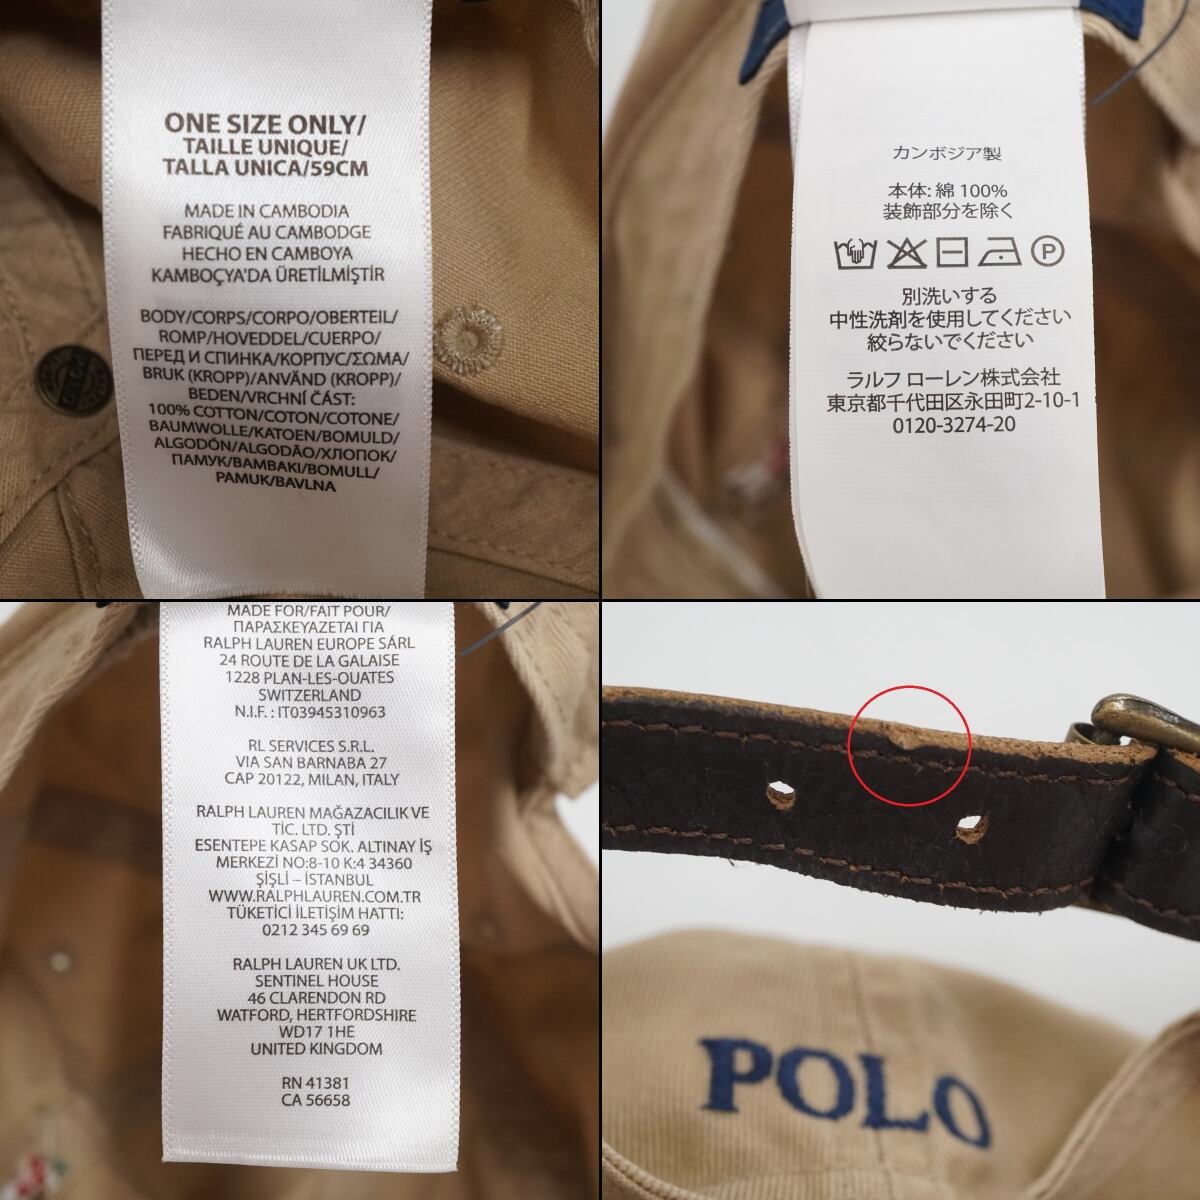 ONE SIZE ONLY/
TAILLE UNIQUE/
TALLA UNICA/59CM
MADE IN CAMBODIA
FABRIQUÉ AU CAMBODGE
HECHO EN CAMBOYA
KAMBOÇYA'DA ÜRETİLMİŞTİR
BODY/CORPS/CORPO/OBERTEIL/
ROMP/HOVEDDEL/CUERPO/
ПЕРЕД И СПИНКА/КОРПУС/ΣΩΜΑ/
BRUK (KROPP)/ANVÄND (KROPP)/
BEDEN/VRCHNÍ ČÁST:
100% COTTON/COTON/COTONE/
BAUMWOLLE/KATOEN/BOMULD/
ALGODÓN/ALGODÃO/ХЛОПОК/
ПАМУК/ΒΑΜΒΑΚΙ/BOMULL/
PAMUK/BAVLNA
カンボジア製
本体: 綿 100%
装飾部分を除く
P
別洗いする
中性洗剤を使用してください
絞らないでください
ラルフ ローレン株式会社
東京都千代田区永田町2-10-1
0120-3274-20
MADE FOR/FAIT POUR/
ΠΑΡΑΣΚΕΥΑΖΕΤΑΙ ΓΙΑ
RALPH LAUREN EUROPE SÀRL
24 ROUTE DE LA GALAISE
1228 PLAN-LES-OUATES
SWITZERLAND
N.I.F. : IT03945310963
RL SERVICES S.R.L.
VIA SAN BARNABA 27
CAP 20122, MILAN, ITALY
RALPH LAUREN MAĞAZACILIK VE
TİC. LTD. ŞTİ
ESENTEPE KASAP SOK. ALTINAY İŞ
MERKEZİ NO:8-10 K:4 34360
ŞİŞLİ – İSTANBUL
WWW.RALPHLAUREN.COM.TR
TÜKETİCİ İLETİŞİM HATTI:
0212 345 69 69
RALPH LAUREN UK LTD.
SENTINEL HOUSE
46 CLARENDON RD
WATFORD, HERTFORDSHIRE
WD17 1HE
UNITED KINGDOM
RN 41381
CA 56658
POLO